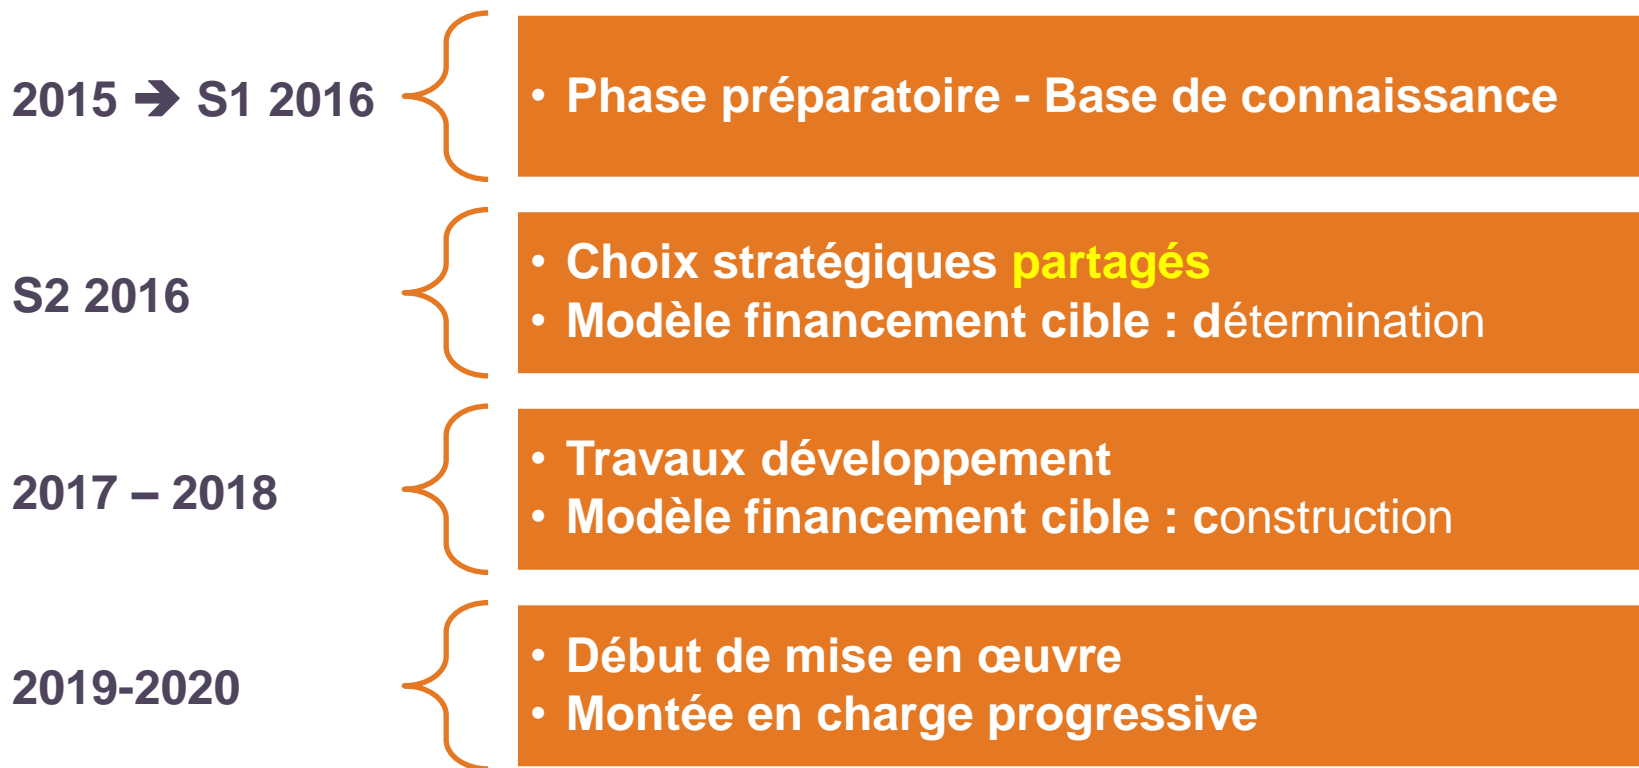 2015 ➔ S1 2016
• Phase préparatoire - Base de connaissance
S2 2016
• Choix stratégiques partagés
• Modèle financement cible : détermination
2017 – 2018
• Travaux développement
• Modèle financement cible : construction
2019-2020
• Début de mise en œuvre
• Montée en charge progressive